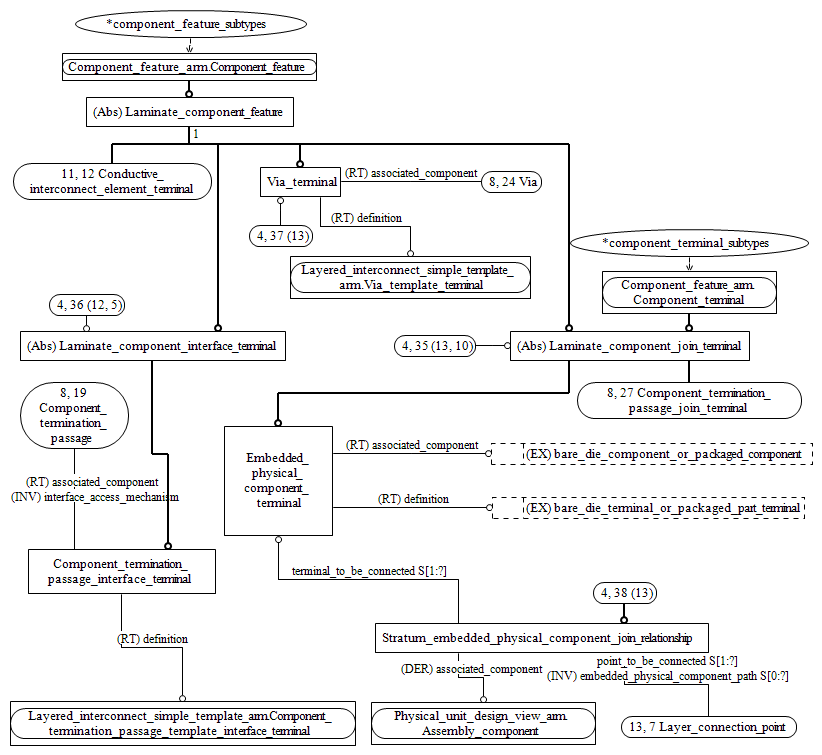 *component_feature_subtypes
Component_feature_arm.Component_feature
(Abs) Laminate_component_feature
1
11, 12 Conductive_
interconnect_element_terminal
Via_terminal
(RT) associated_component
8, 24 Via
4, 37 (13)
(RT) definition
Layered_interconnect_simple_template_
arm.Via_template_terminal
*component_terminal_subtypes
Component_feature_arm.
Component_terminal
4, 36 (12, 5)
(Abs) Laminate_component_interface_terminal
4, 35 (13, 10)
(Abs) Laminate_component_join_terminal
8, 19
Component_
termination_
passage
8, 27 Component_termination_
passage_join_terminal
(RT) associated_component
(INV) interface_access_mechanism
Embedded_
physical_
component_
terminal
(RT) associated_component
(EX) bare_die_component_or_packaged_component
(RT) definition
(EX) bare_die_terminal_or_packaged_part_terminal
Component_termination_
passage_interface_terminal
terminal_to_be_connected S[1:?]
4, 38 (13)
(RT) definition
Stratum_embedded_physical_component_join_relationship
(DER) associated_component
point_to_be_connected S[1:?]
(INV) embedded_physical_component_path S[0:?]
Layered_interconnect_simple_template_arm.Component_
termination_passage_template_interface_terminal
Physical_unit_design_view_arm.
Assembly_component
13, 7 Layer_connection_point